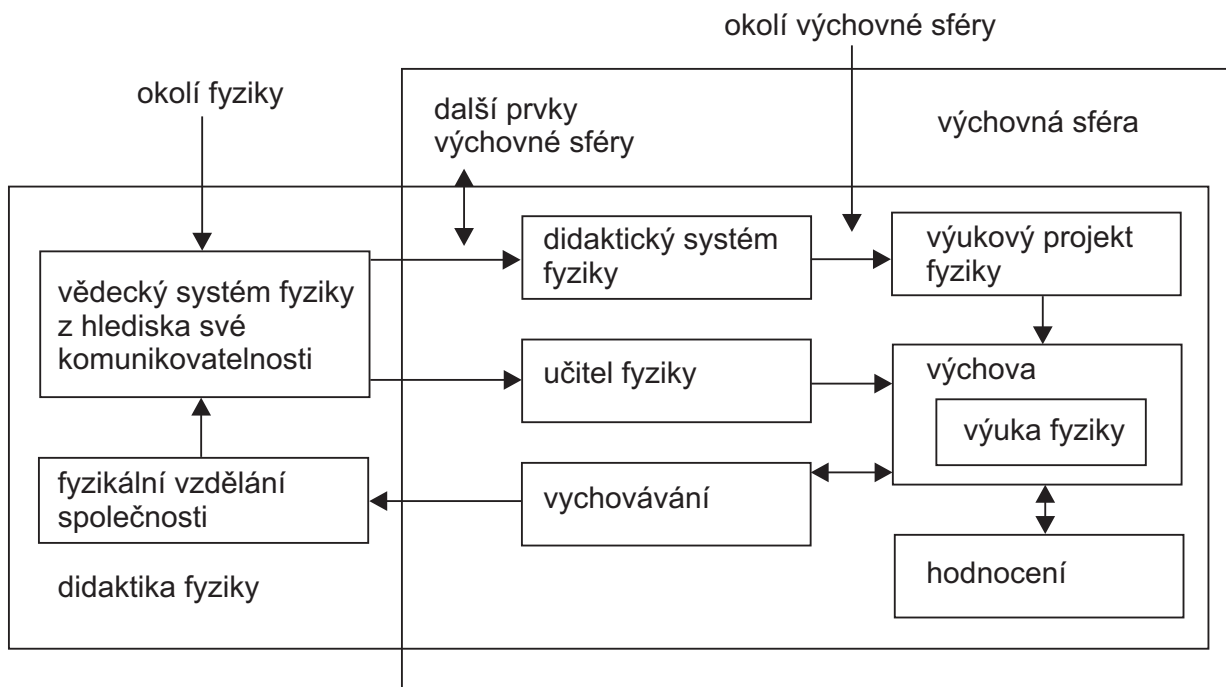 okolí výchovné sféry
okolí fyziky
další prvky
výchovné sféry
výchovná sféra
didaktický systém
fyziky
výukový projekt
fyziky
vědecký systém fyziky
z hlediska své
komunikovatelnosti
učitel fyziky
výchova
výuka fyziky
fyzikální vzdělání
společnosti
vychovávání
hodnocení
didaktika fyziky